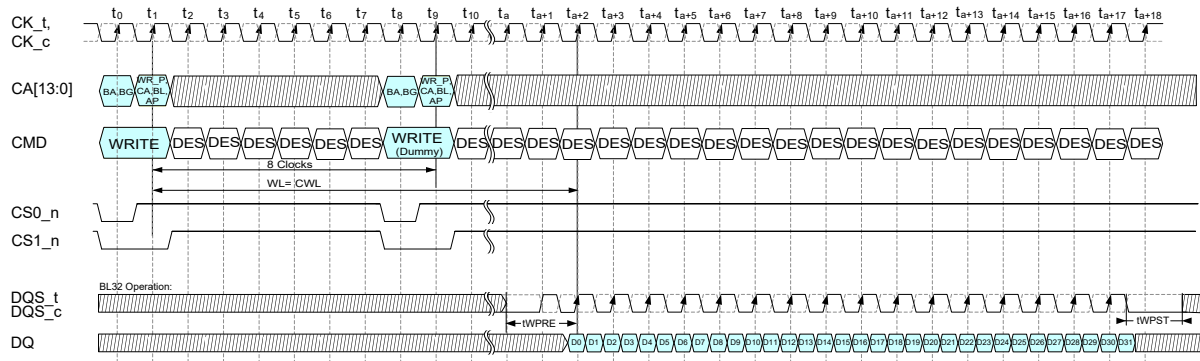 t0 t1 t2 t3 t4 t5 t6 t7 t8 t9 t10 ta ta+1 ta+2 ta+3 ta+4 ta+5 ta+6 ta+7 ta+8 ta+9 ta+10 ta+11 ta+12 ta+13 ta+14 ta+15 ta+16 ta+17 ta+18
CK_t,
CK_c
CA[13:0]
BA,BG
WR_P,
CA,BL,
AP
BA,BG
WR_P,
CA,BL,
AP
CMD
WRITE DES DES DES DES DES DES WRITE DES DES DES DES DES DES DES DES DES DES DES DES DES DES DES DES DES DES DES DES
(Dummy)
8 Clocks
WL= CWL
CS0_n
CS1_n
BL32 Operation:
DQS_t
DQS_c
tWPRE
tWPST
DQ
D0 D1 D2 D3 D4 D5 D6 D7 D8 D9 D10 D11 D12 D13 D14 D15 D16 D17 D18 D19 D20 D21 D22 D23 D24 D25 D26 D27 D28 D29 D30 D31